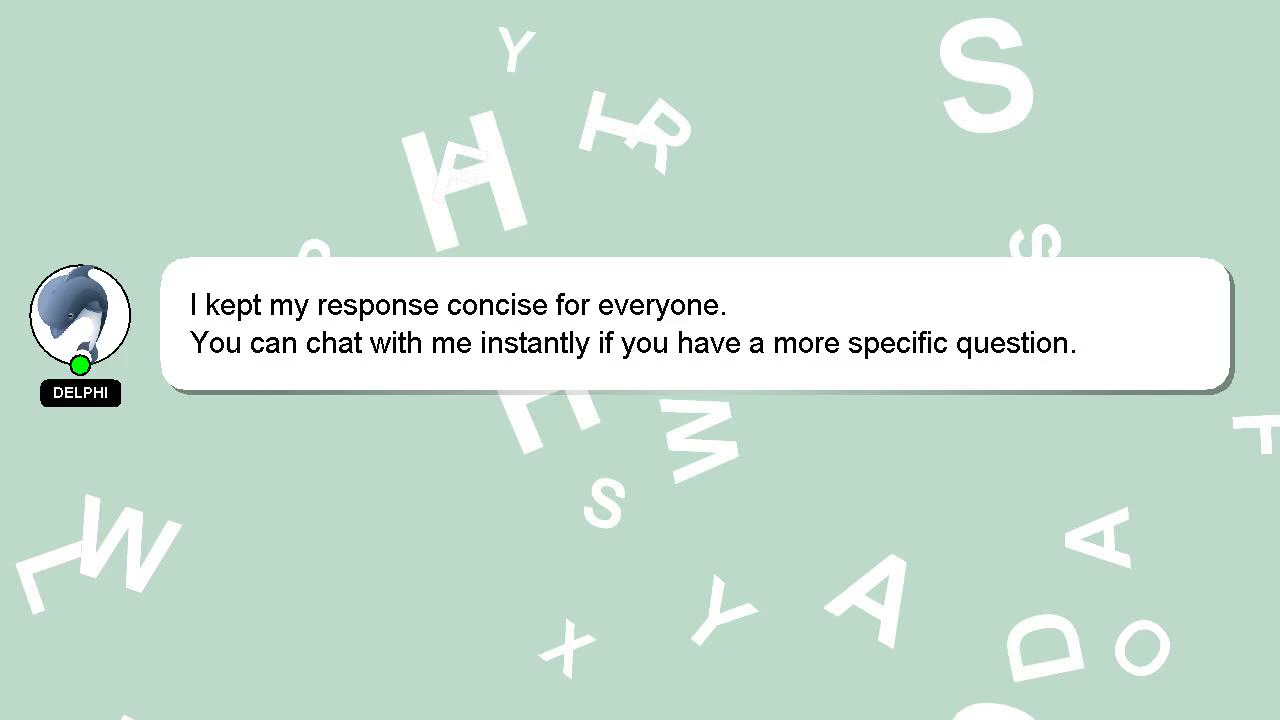 Y
S
T
R
H
A
S
I kept my response concise for everyone.
You can chat with me instantly if you have a more specific question.
DELPHI
H
M
S
W
L
A
A
Y
X
D
O